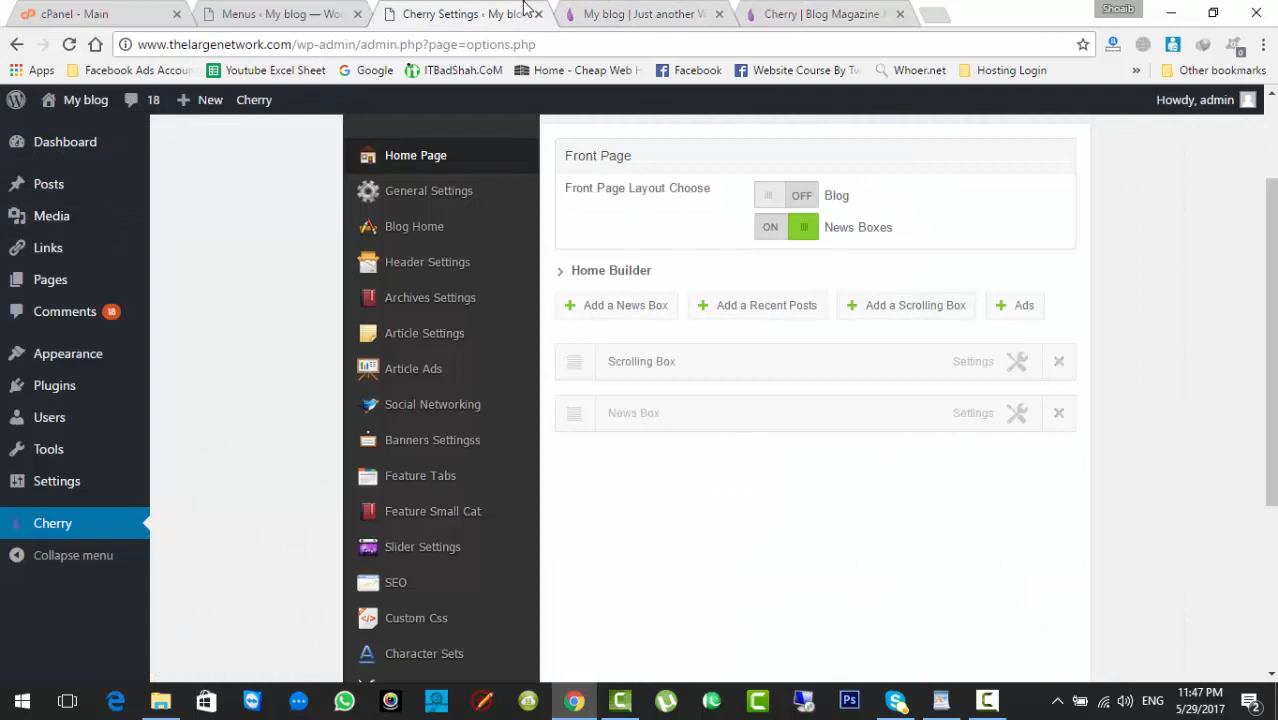 cPanel - Main
Menus ‹ My blog — Wo
Cherry Settings ‹ My blo
My blog | Just another W
Cherry | Blog Magazine
Shoaib
www.thelargenetwork.com/wp-admin/admin.php?page=options.php
Apps
Facebook Ads Accou
Youtube Excel Sheet
Google
ITBadShah.CoM
Home - Cheap Web H
Facebook
Website Course By Tw
Whoer.net
Hosting Login
Other bookmarks
My blog
18
New
Cherry
Howdy, admin
Dashboard
Posts
Media
Links
Pages
Comments 18
Appearance
Plugins
Users
Tools
Settings
Cherry
Collapse menu
Home Page
General Settings
Blog Home
Header Settings
Archives Settings
Article Settings
Article Ads
Social Networking
Banners Settingss
Feature Tabs
Feature Small Cat
Slider Settings
SEO
Custom Css
Character Sets
Front Page
Front Page Layout Choose
OFF Blog
ON News Boxes
Home Builder
Add a News Box
Add a Recent Posts
Add a Scrolling Box
Ads
Scrolling Box Settings
News Box Settings
ENG
11:47 PM
5/29/2017
2